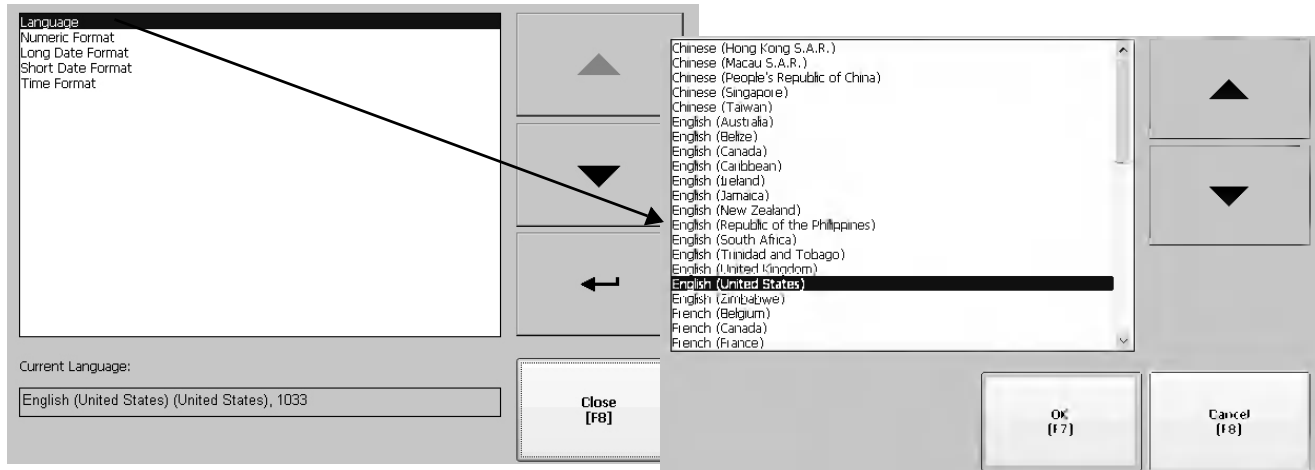 Language
Numeric Format
Long Date Format
Short Date Format
Time Format
Current Language:
English (United States) (United States), 1033
Close
[F8]
Chinese (Hong Kong S.A.R.)
Chinese (Macau S.A.R.)
Chinese (People's Republic of China)
Chinese (Singapore)
Chinese (Taiwan)
English (Australia)
English (Belize)
English (Canada)
English (Caribbean)
English (Ireland)
English (Jamaica)
English (New Zealand)
English (Republic of the Philippines)
English (South Africa)
English (Trinidad and Tobago)
English (United Kingdom)
English (United States)
English (Zimbabwe)
French (Belgium)
French (Canada)
French (France)
OK
[F7]
Cancel
[F8]